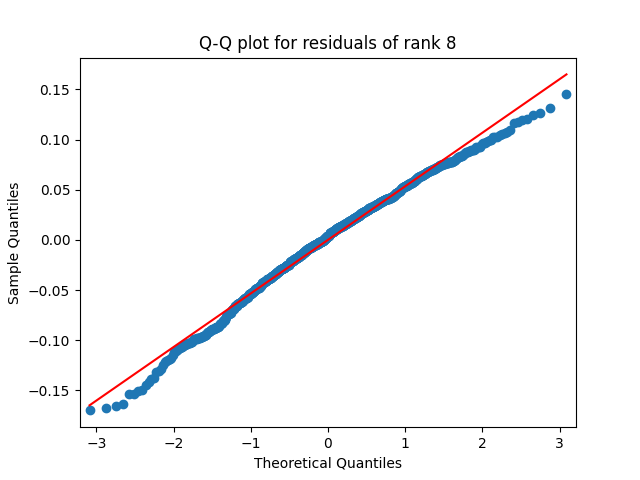 Q-Q plot for residuals of rank 8
Sample Quantiles
0.15
0.10
0.05
0.00
−0.05
−0.10
−0.15
−3 −2 −1 0 1 2 3
Theoretical Quantiles